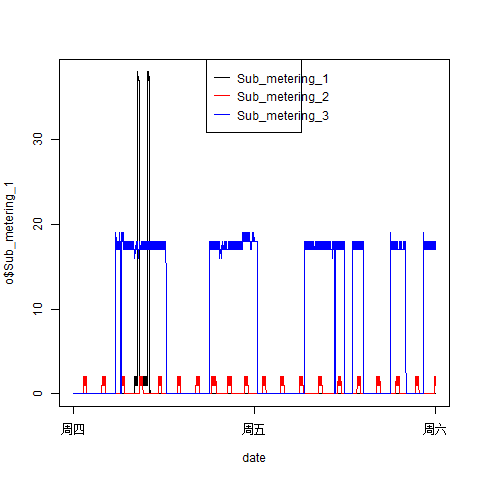 Sub_metering_1
Sub_metering_2
Sub_metering_3
o$Sub_metering_1
30
20
10
0
周四 周五 周六
date